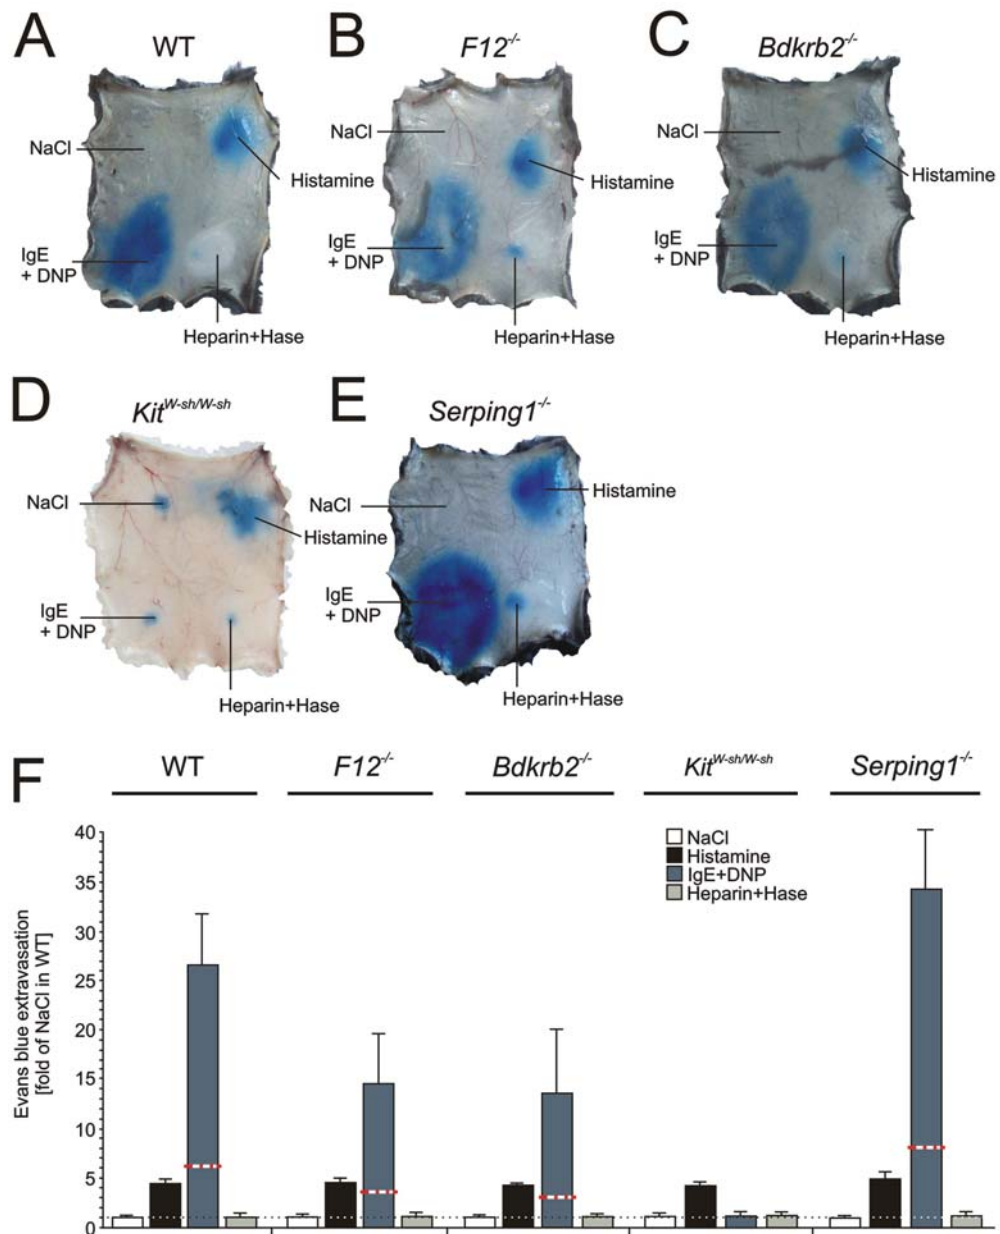 A
WT
NaCl
Histamine
IgE
+ DNP
Heparin+Hase
B
F12-/-
NaCl
Histamine
IgE
+ DNP
Heparin+Hase
C
Bdkrb2-/-
NaCl
Histamine
IgE
+ DNP
Heparin+Hase
D
KitW-sh/W-sh
NaCl
Histamine
IgE
+ DNP
Heparin+Hase
E
Serping1-/-
NaCl
Histamine
IgE
+ DNP
Heparin+Hase
F
WT
F12-/-
Bdkrb2-/-
KitW-sh/W-sh
Serping1-/-
Evans blue extravasation
[fold of NaCl in WT]
40
35
30
25
20
15
10
5
0
NaCl
Histamine
IgE+DNP
Heparin+Hase